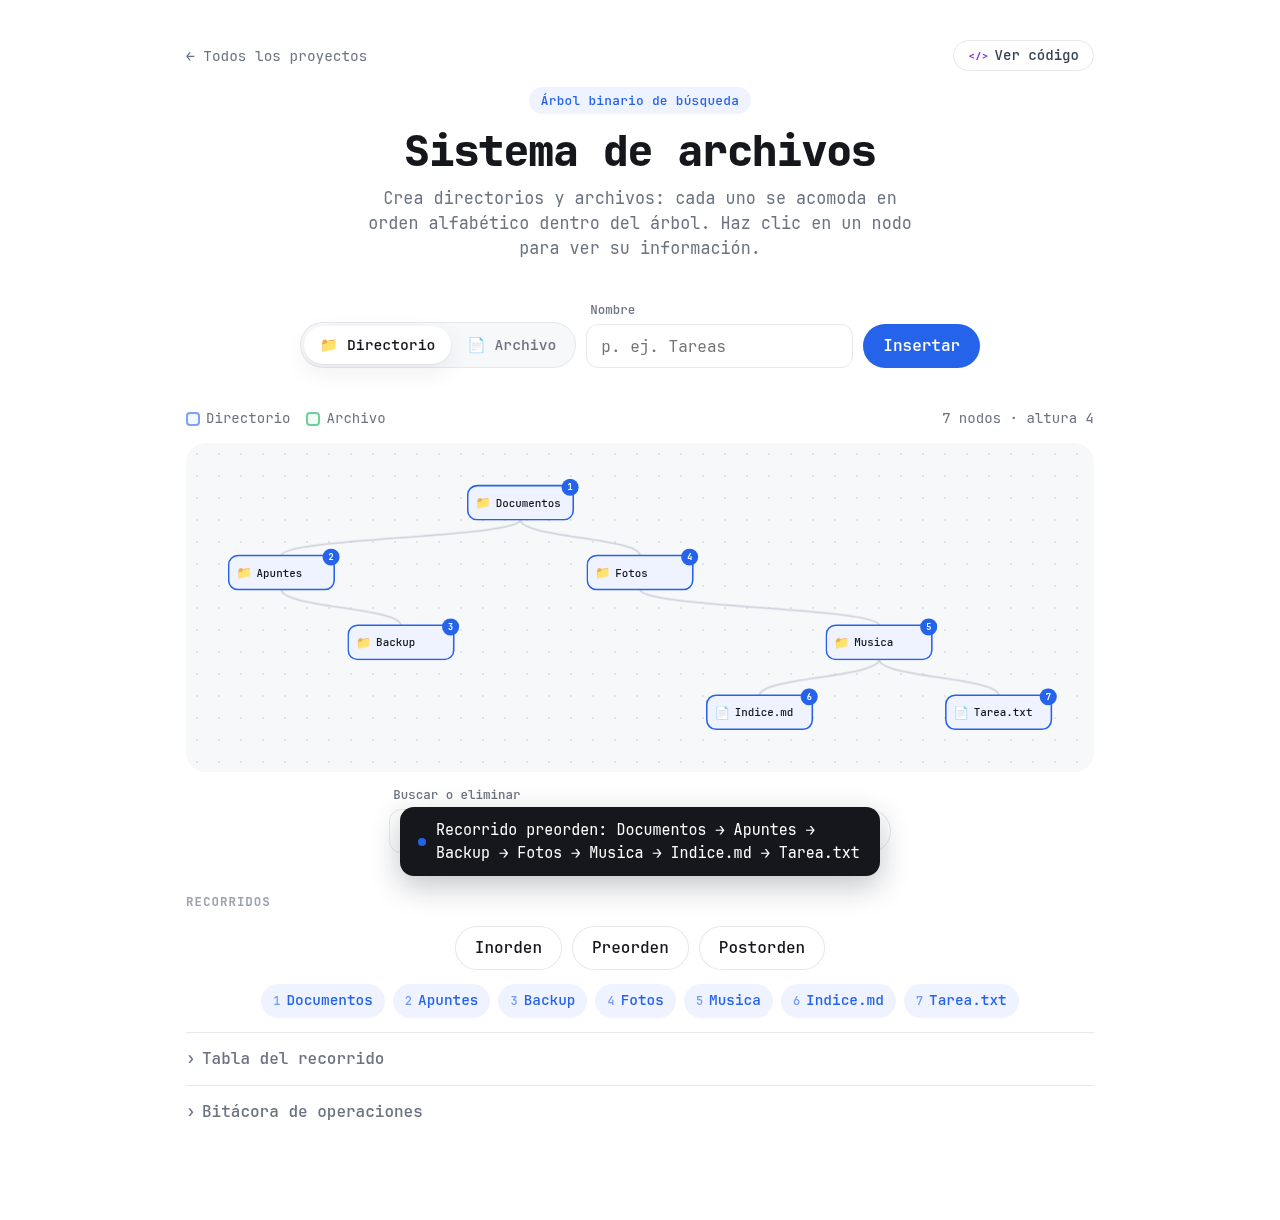 ← Todos los proyectos
</> Ver código
Árbol binario de búsqueda
Sistema de archivos
Crea directorios y archivos: cada uno se acomoda en
orden alfabético dentro del árbol. Haz clic en un nodo
para ver su información.
Nombre
Directorio
Archivo
p. ej. Tareas
Insertar
Directorio
Archivo
7 nodos · altura 4
Documentos 1
Apuntes 2
Fotos 4
Backup 3
Musica 5
Indice.md 6
Tarea.txt 7
Buscar o eliminar
Recorrido preorden: Documentos → Apuntes →
Backup → Fotos → Musica → Indice.md → Tarea.txt
RECORRIDOS
Inorden
Preorden
Postorden
1 Documentos
2 Apuntes
3 Backup
4 Fotos
5 Musica
6 Indice.md
7 Tarea.txt
› Tabla del recorrido
› Bitácora de operaciones